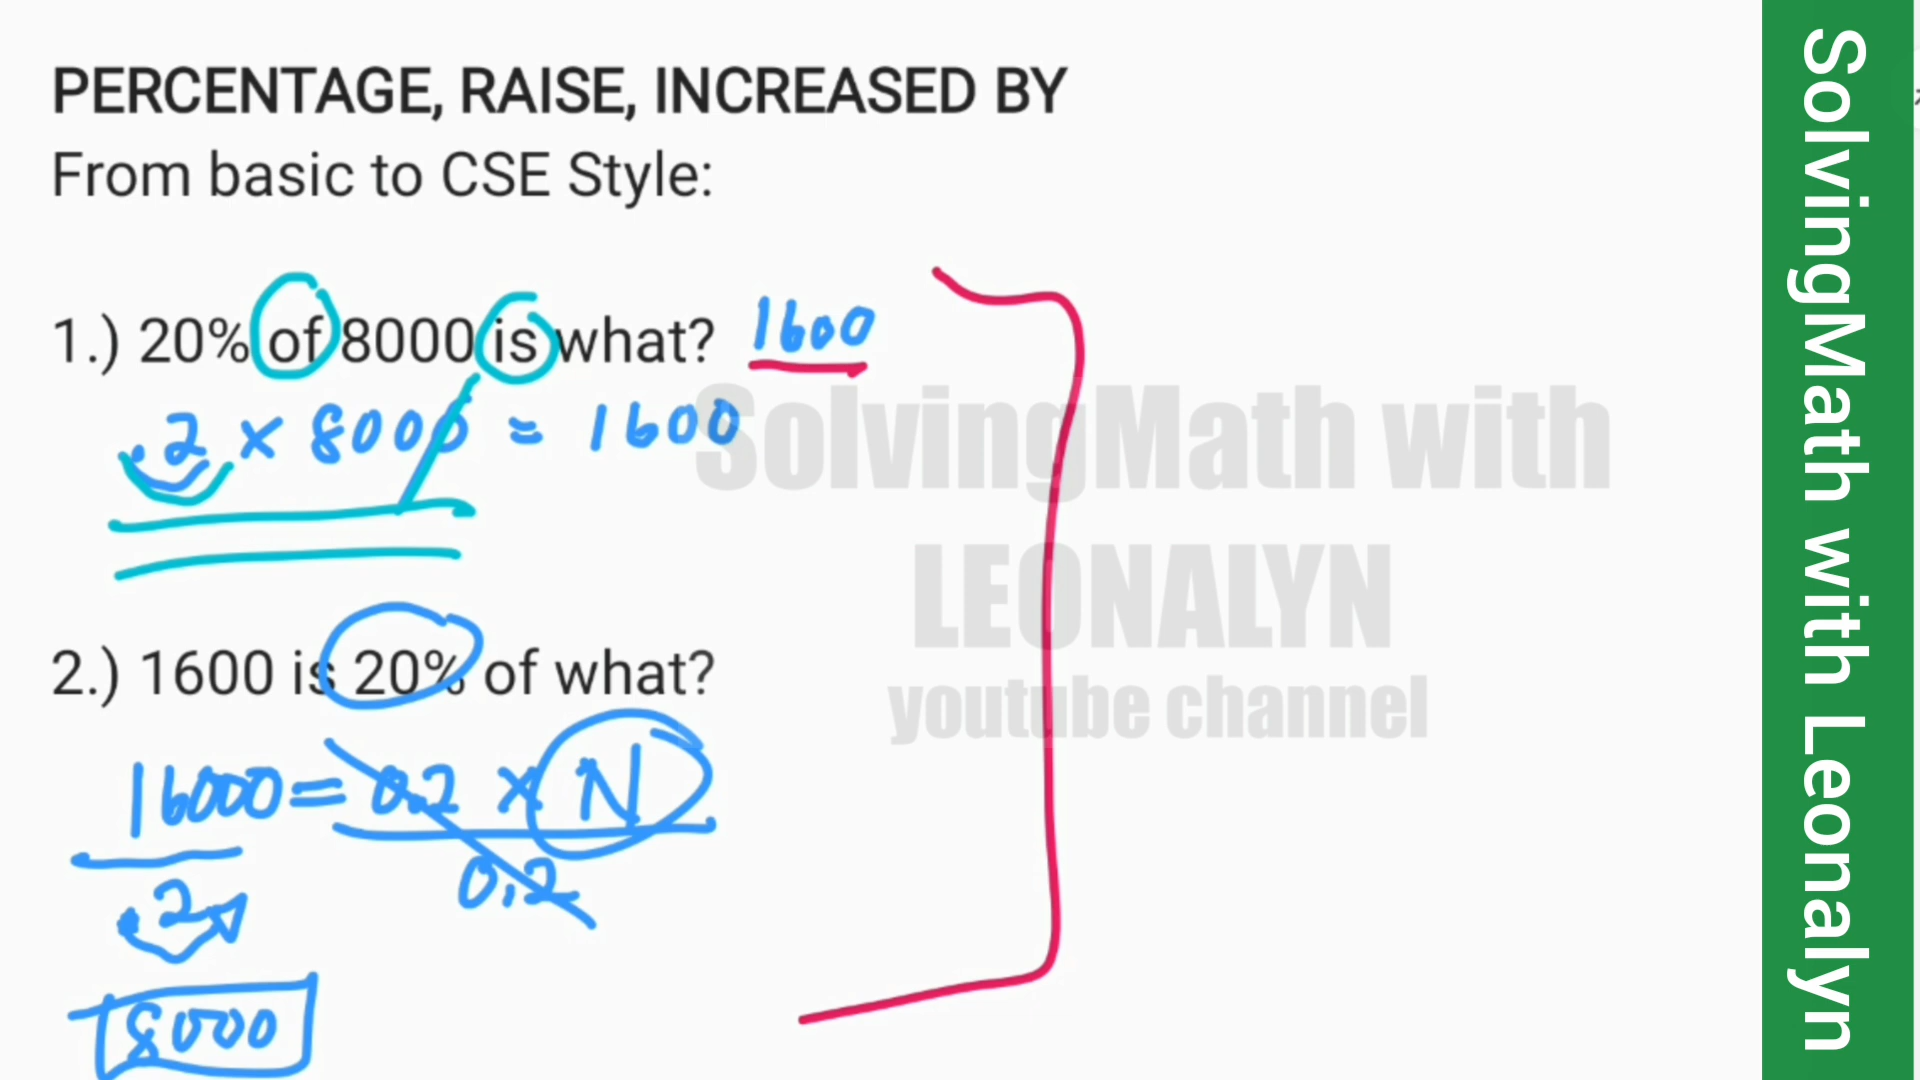 PERCENTAGE, RAISE, INCREASED BY
From basic to CSE Style:
1.) 20% of 8000 is what? 1600
.2 x 8000 = 1600
SolvingMath with
LEONALYN
youtube channel
2.) 1600 is 20% of what?
16000 = 0.2 x N
.2 0.2
8000
SolvingMath with Leonalyn